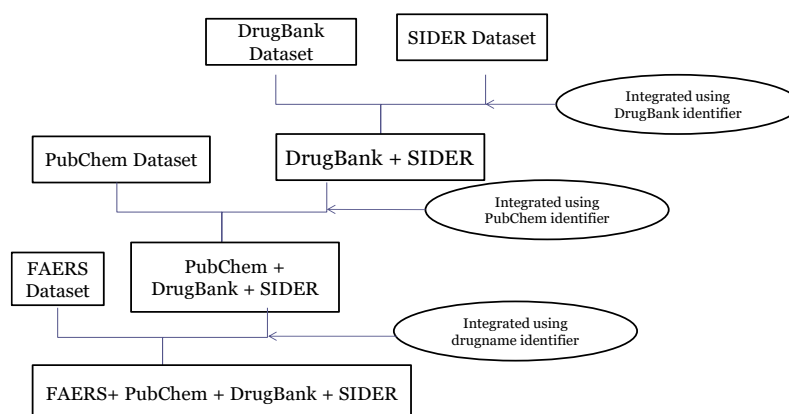 DrugBank
Dataset
SIDER Dataset
Integrated using
DrugBank identifier
PubChem Dataset
DrugBank + SIDER
Integrated using
PubChem identifier
FAERS
Dataset
PubChem +
DrugBank + SIDER
Integrated using
drugname identifier
FAERS+ PubChem + DrugBank + SIDER